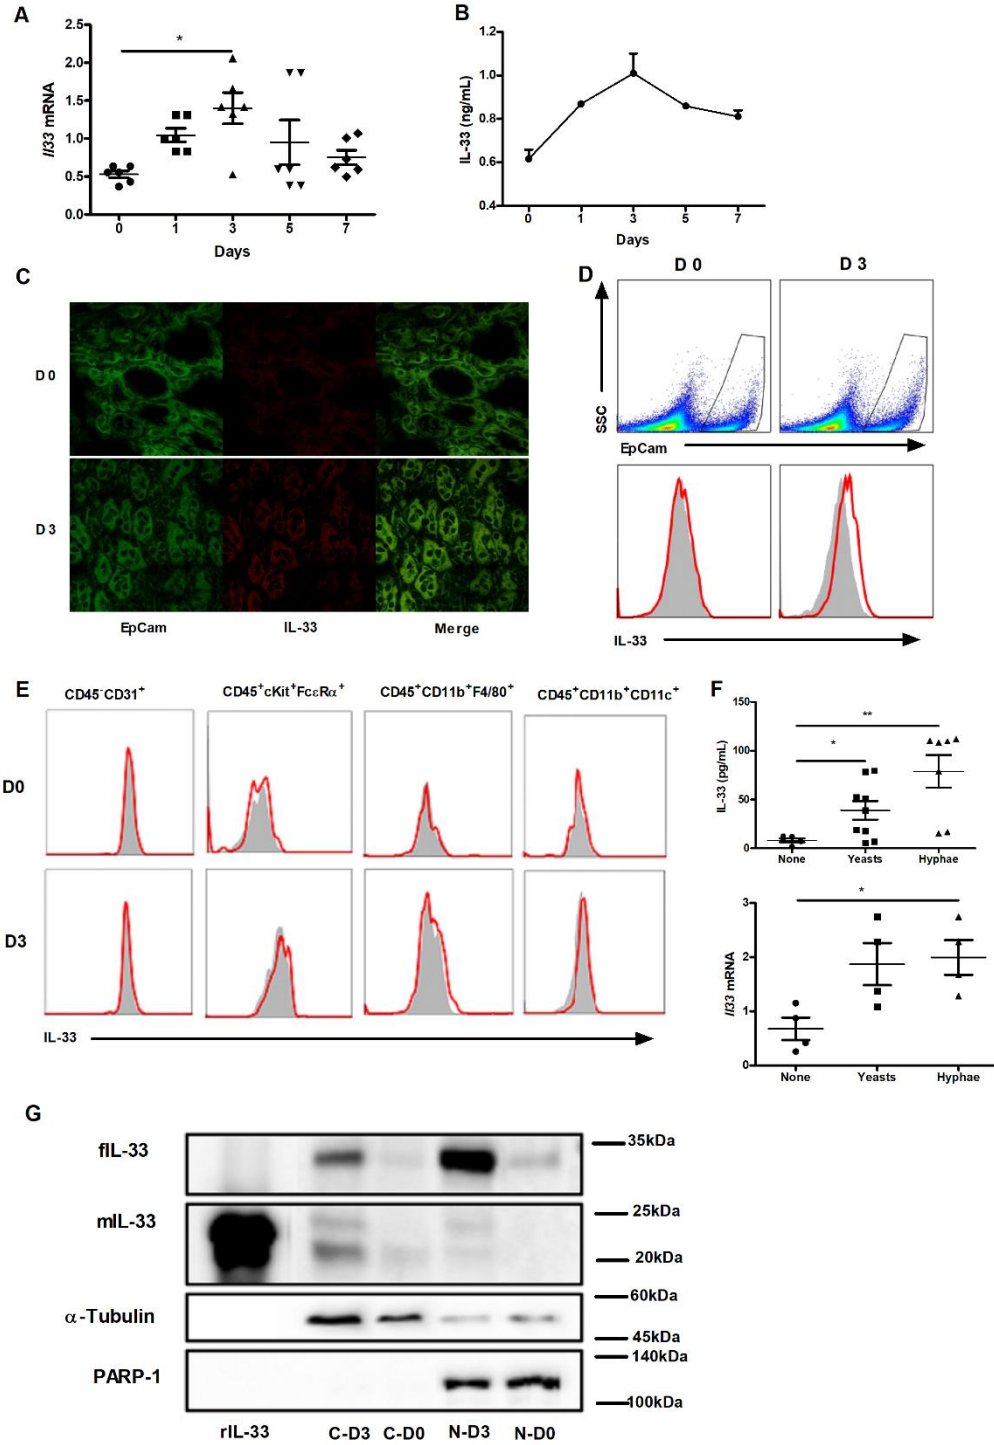 A
2.5
2.0
1.5
1.0
0.5
0.0
*
Il33 mRNA
0 1 3 5 7
Days
B
1.2
1.0
0.8
0.6
0.4
IL-33 (ng/mL)
0 1 3 5 7
Days
C
D 0
D 3
EpCam IL-33 Merge
D
D 0 D 3
SSC
EpCam
IL-33
E
CD45⁻CD31⁺ CD45⁺cKit⁺FcεRα⁺ CD45⁺CD11b⁺F4/80⁺ CD45⁺CD11b⁺CD11c⁺
D0
D3
IL-33
F
150
100
50
0
IL-33 (pg/mL)
**
*
None Yeasts Hyphae
3
2
1
0
Il33 mRNA
*
None Yeasts Hyphae
G
fIL-33 35kDa
mIL-33 25kDa
20kDa
α-Tubulin 60kDa
45kDa
PARP-1 140kDa
100kDa
rIL-33 C-D3 C-D0 N-D3 N-D0